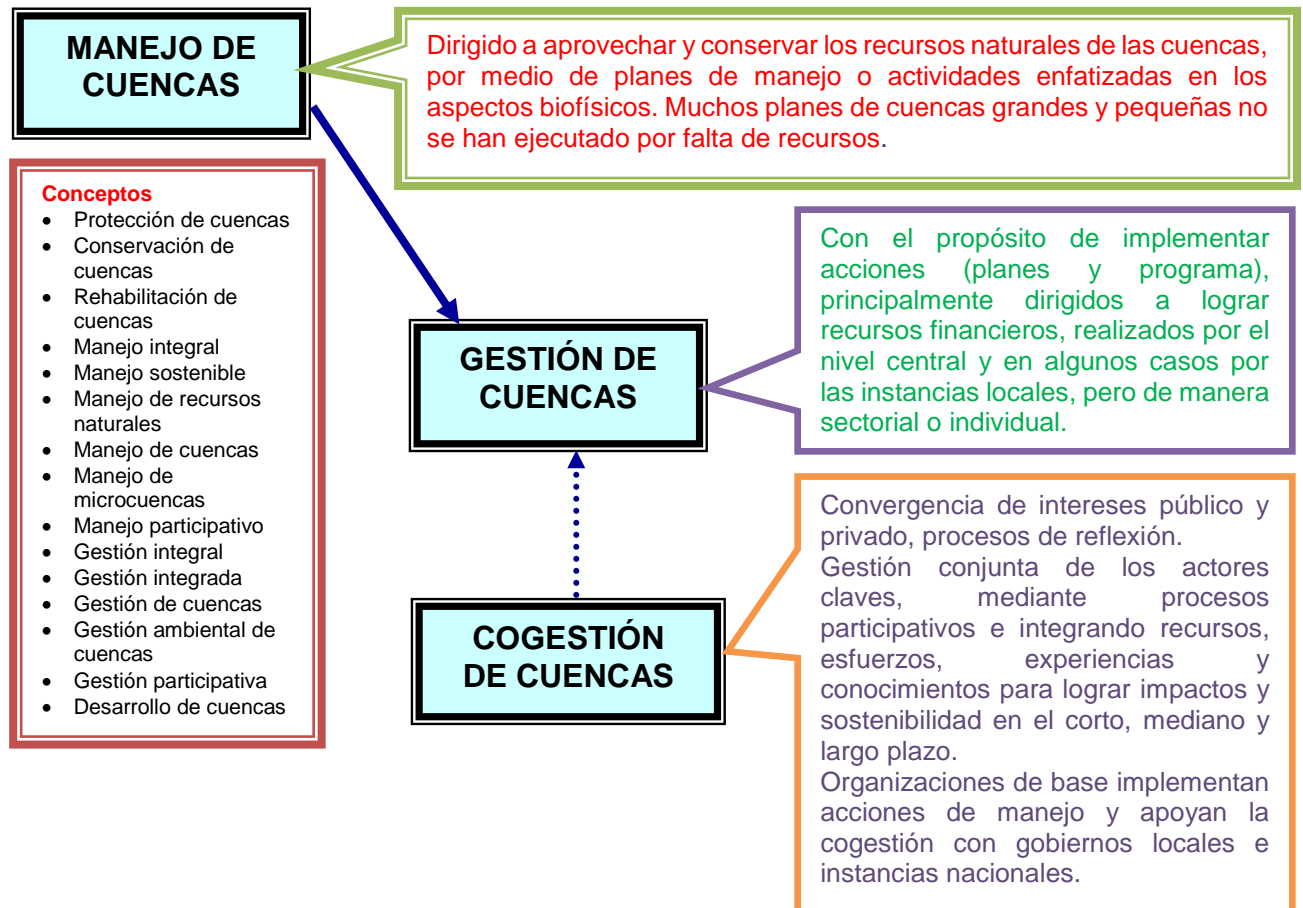 MANEJO DE
CUENCAS
Dirigido a aprovechar y conservar los recursos naturales de las cuencas,
por medio de planes de manejo o actividades enfatizadas en los
aspectos biofísicos. Muchos planes de cuencas grandes y pequeñas no
se han ejecutado por falta de recursos.
Conceptos
• Protección de cuencas
• Conservación de
cuencas
• Rehabilitación de
cuencas
• Manejo integral
• Manejo sostenible
• Manejo de recursos
naturales
• Manejo de cuencas
• Manejo de
microcuencas
• Manejo participativo
• Gestión integral
• Gestión integrada
• Gestión de cuencas
• Gestión ambiental de
cuencas
• Gestión participativa
• Desarrollo de cuencas
GESTIÓN DE
CUENCAS
Con el propósito de implementar
acciones (planes y programa),
principalmente dirigidos a lograr
recursos financieros, realizados por el
nivel central y en algunos casos por
las instancias locales, pero de manera
sectorial o individual.
COGESTIÓN
DE CUENCAS
Convergencia de intereses público y
privado, procesos de reflexión.
Gestión conjunta de los actores
claves, mediante procesos
participativos e integrando recursos,
esfuerzos, experiencias y
conocimientos para lograr impactos y
sostenibilidad en el corto, mediano y
largo plazo.
Organizaciones de base implementan
acciones de manejo y apoyan la
cogestión con gobiernos locales e
instancias nacionales.